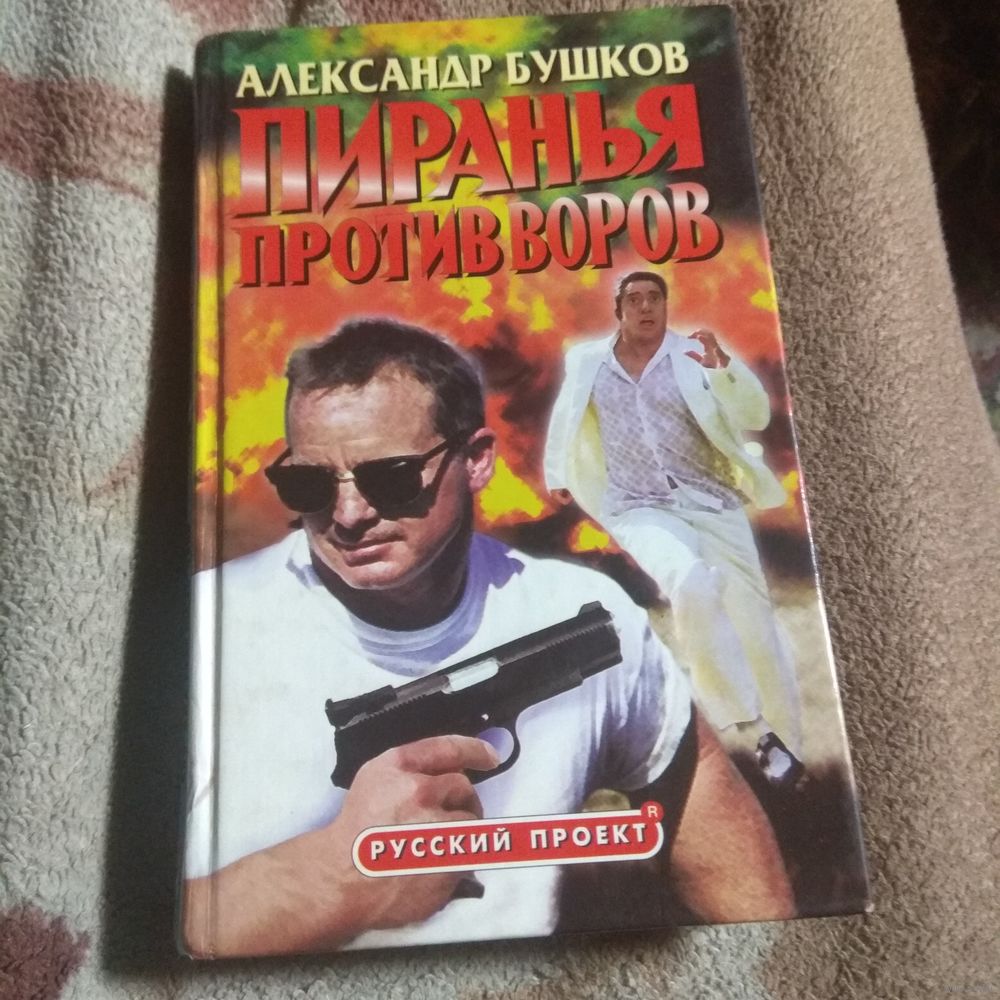 АЛЕКСАНДР БУШКОВ
ПИРАНЬЯ
ПРОТИВ ВОРОВ
РУССКИЙ ПРОЕКТ R